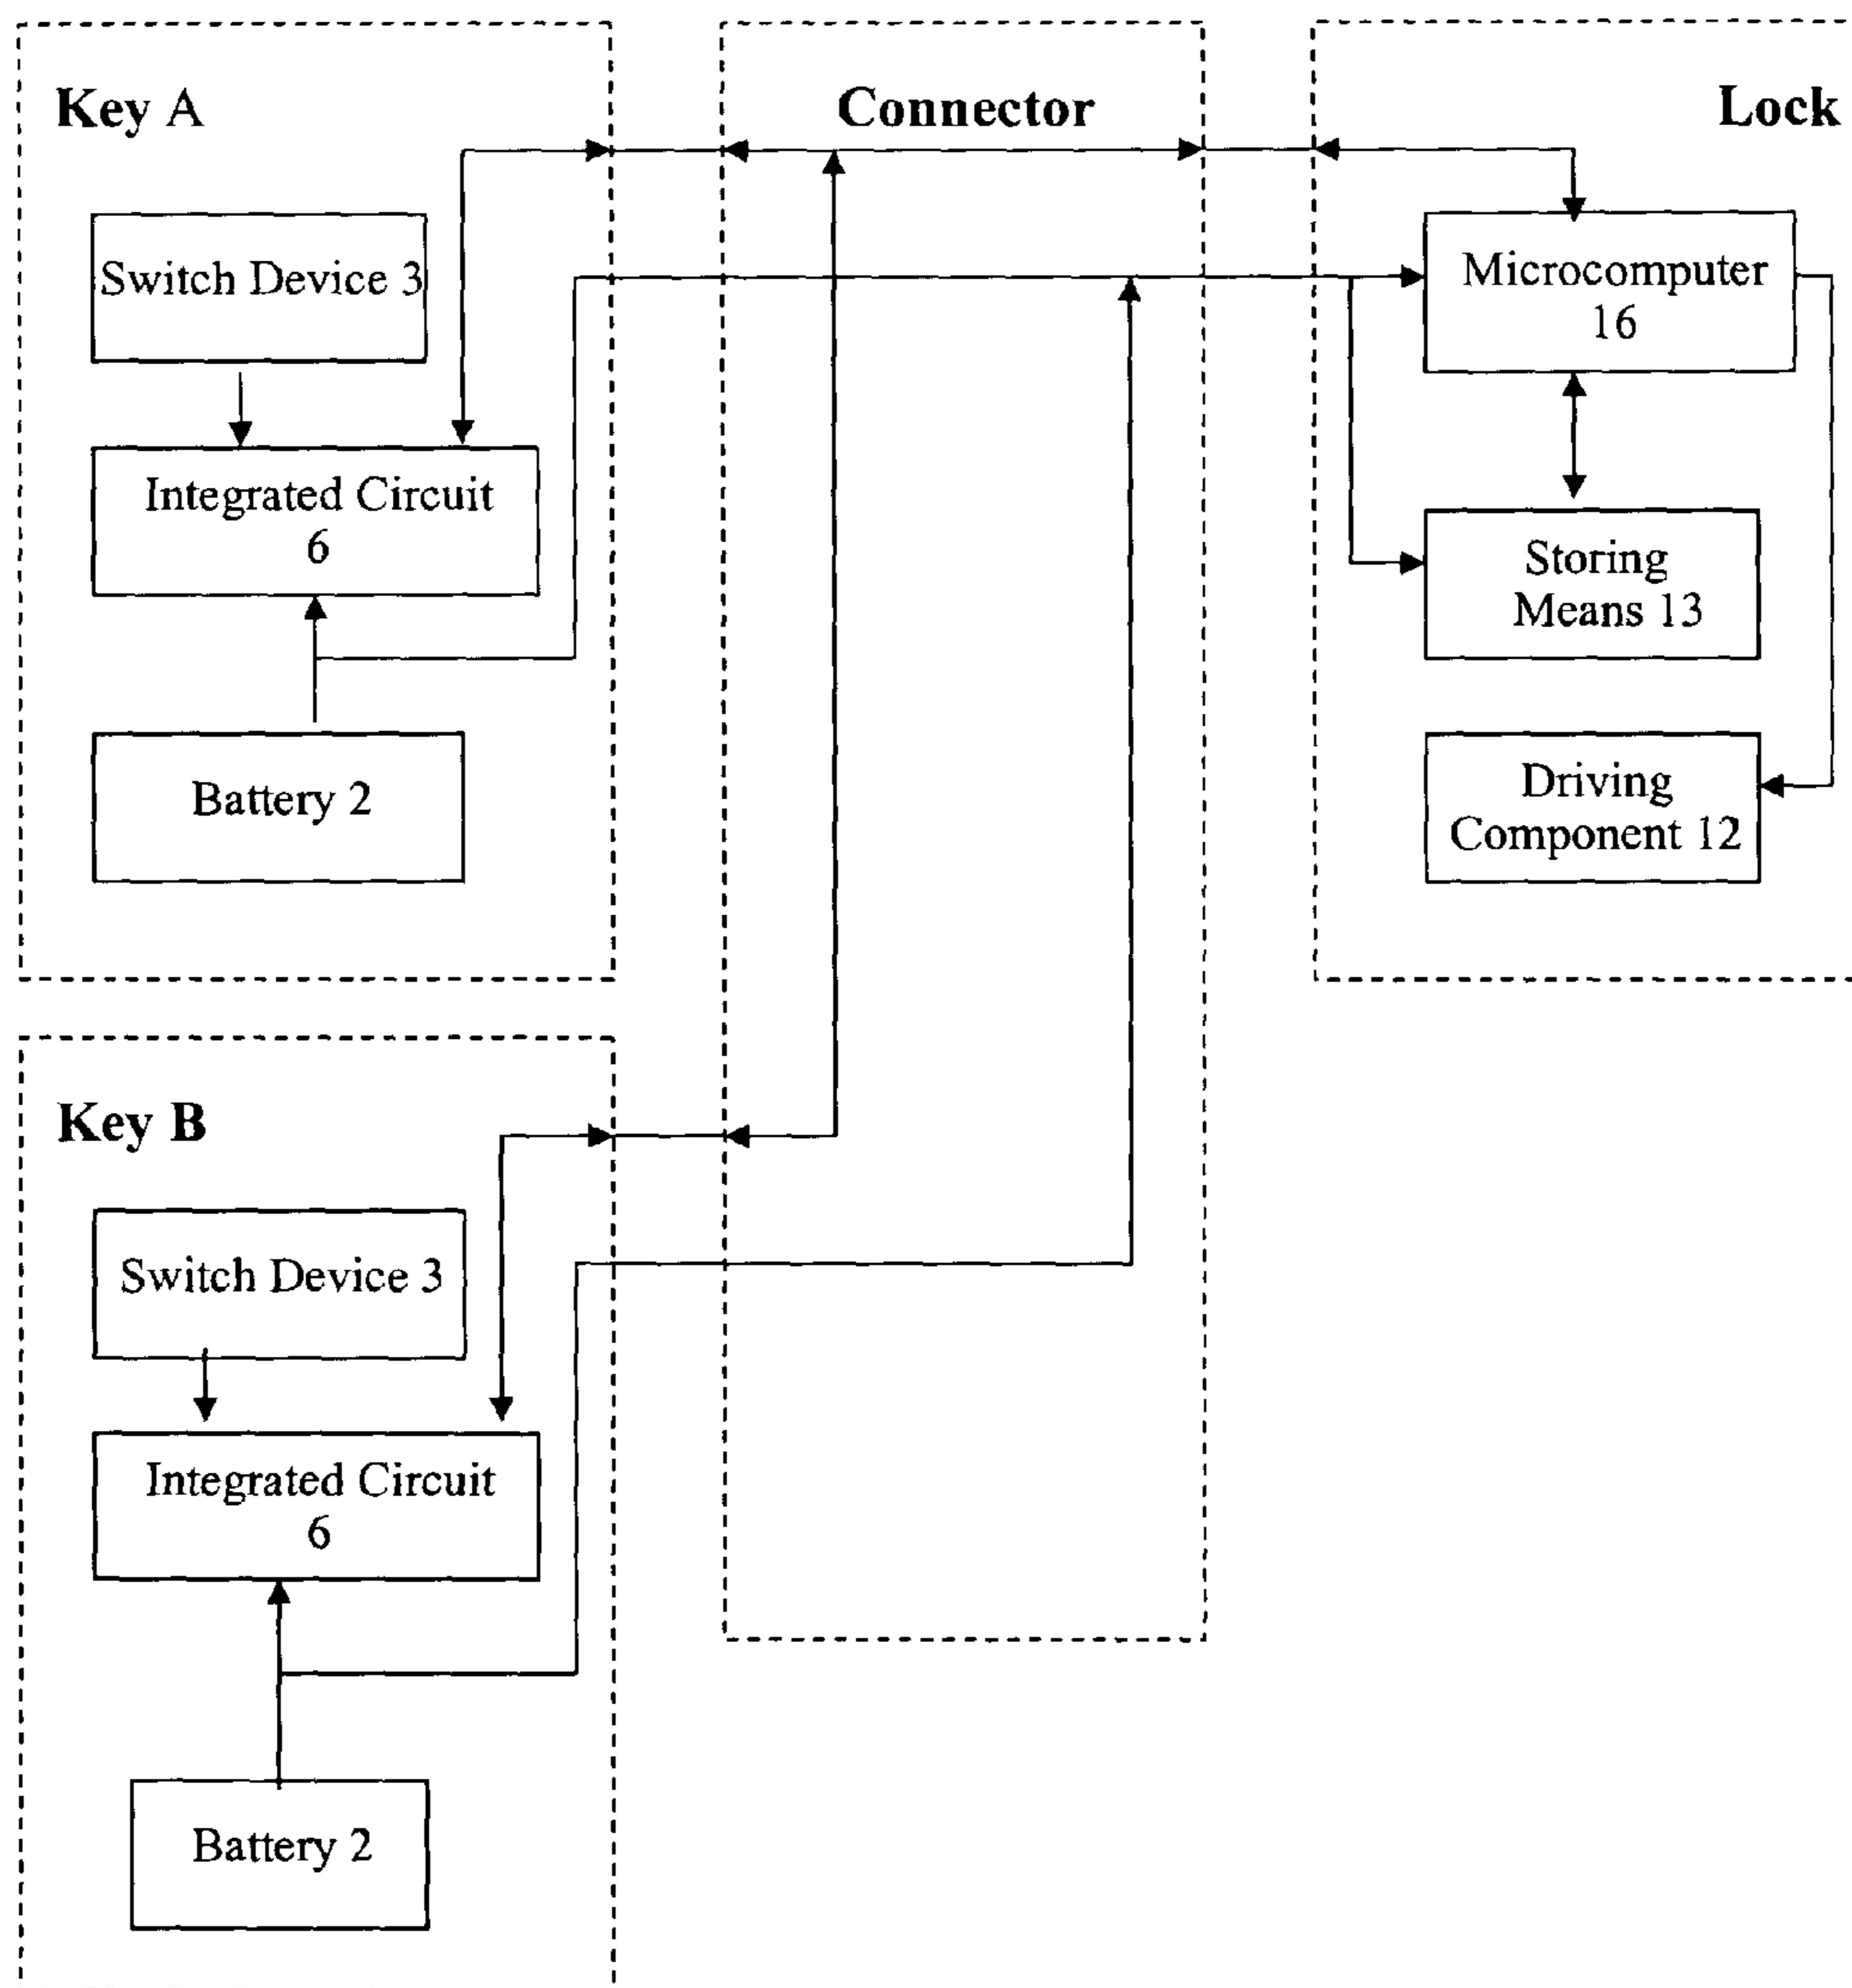 Key A
Switch Device 3
Integrated Circuit
6
Battery 2
Connector
Lock
Microcomputer
16
Storing
Means 13
Driving
Component 12
Key B
Switch Device 3
Integrated Circuit
6
Battery 2